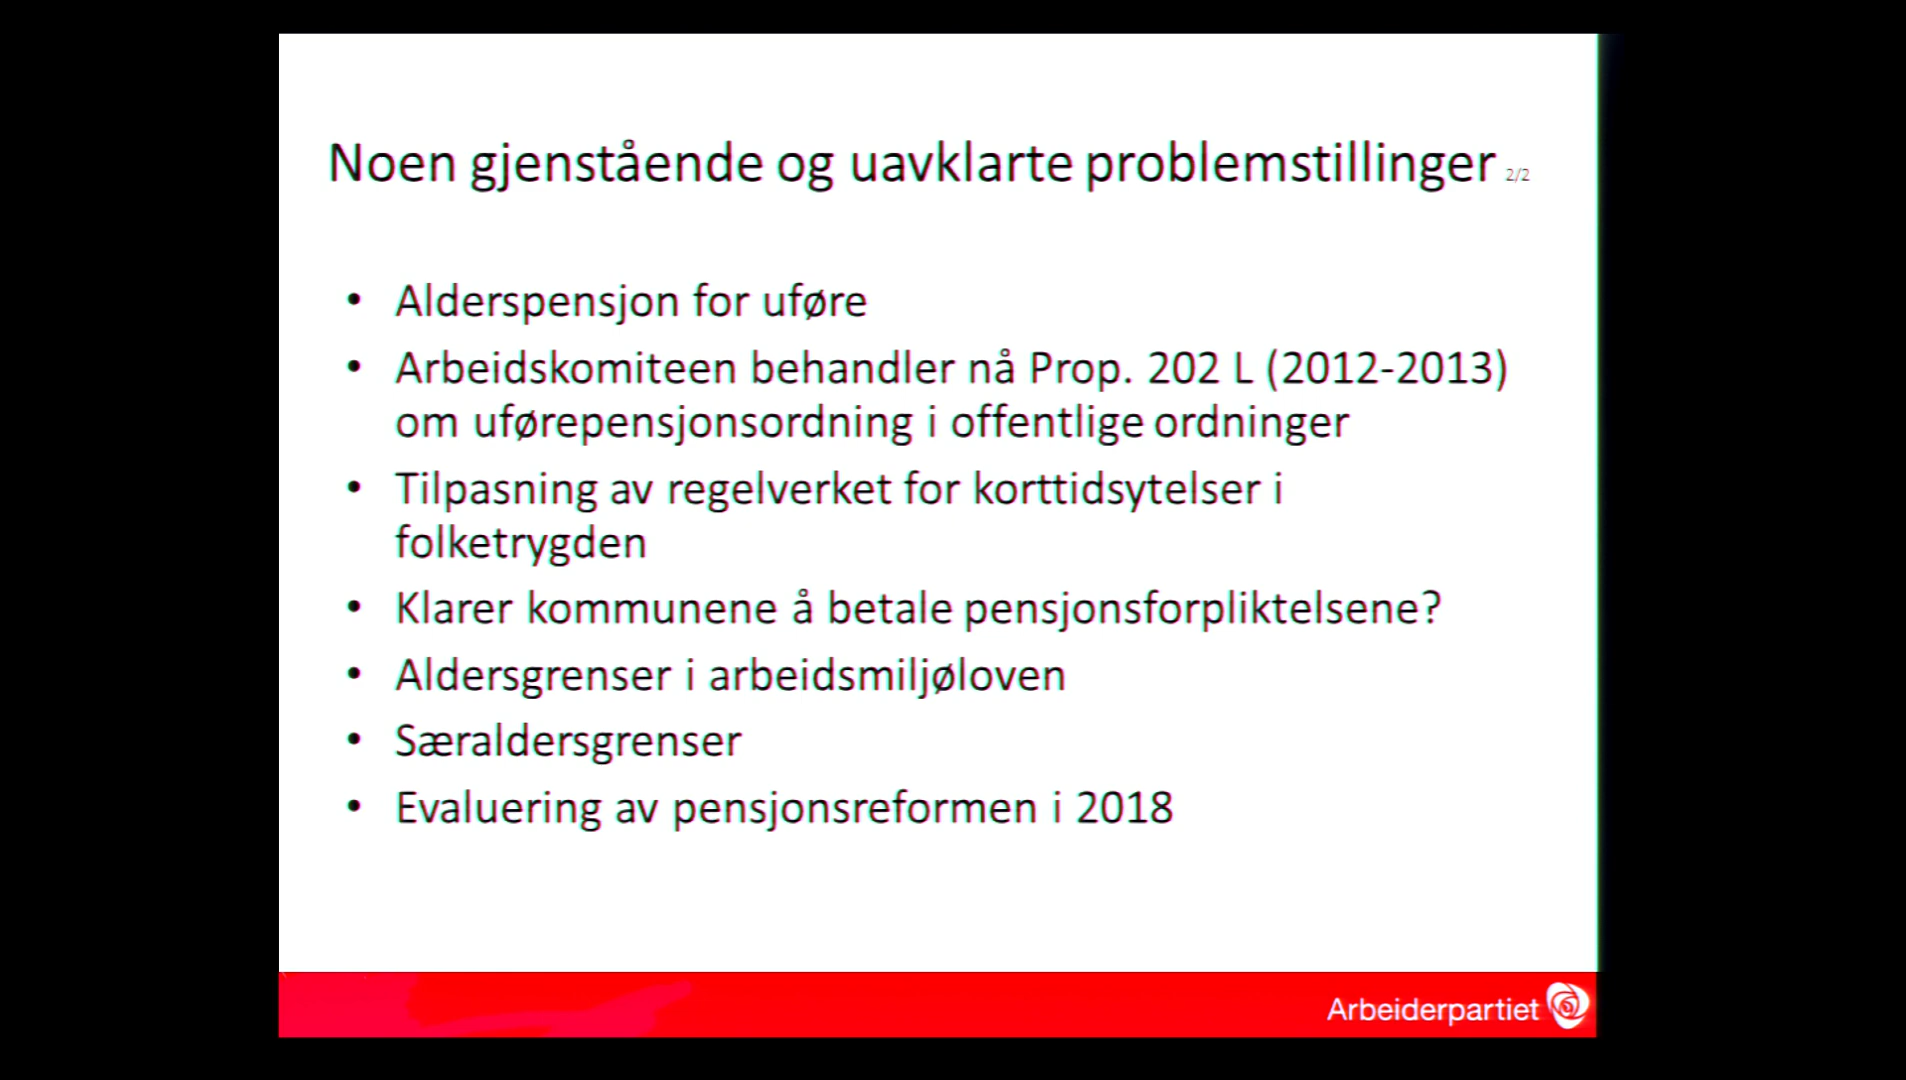 Noen gjenstående og uavklarte problemstillinger 2/2
• Alderspensjon for uføre
• Arbeidskomiteen behandler nå Prop. 202 L (2012-2013)
om uførepensjonsordning i offentlige ordninger
• Tilpasning av regelverket for korttidsytelser i
folketrygden
• Klarer kommunene å betale pensjonsforpliktelsene?
• Aldersgrenser i arbeidsmiljøloven
• Særaldersgrenser
• Evaluering av pensjonsreformen i 2018
Arbeiderpartiet